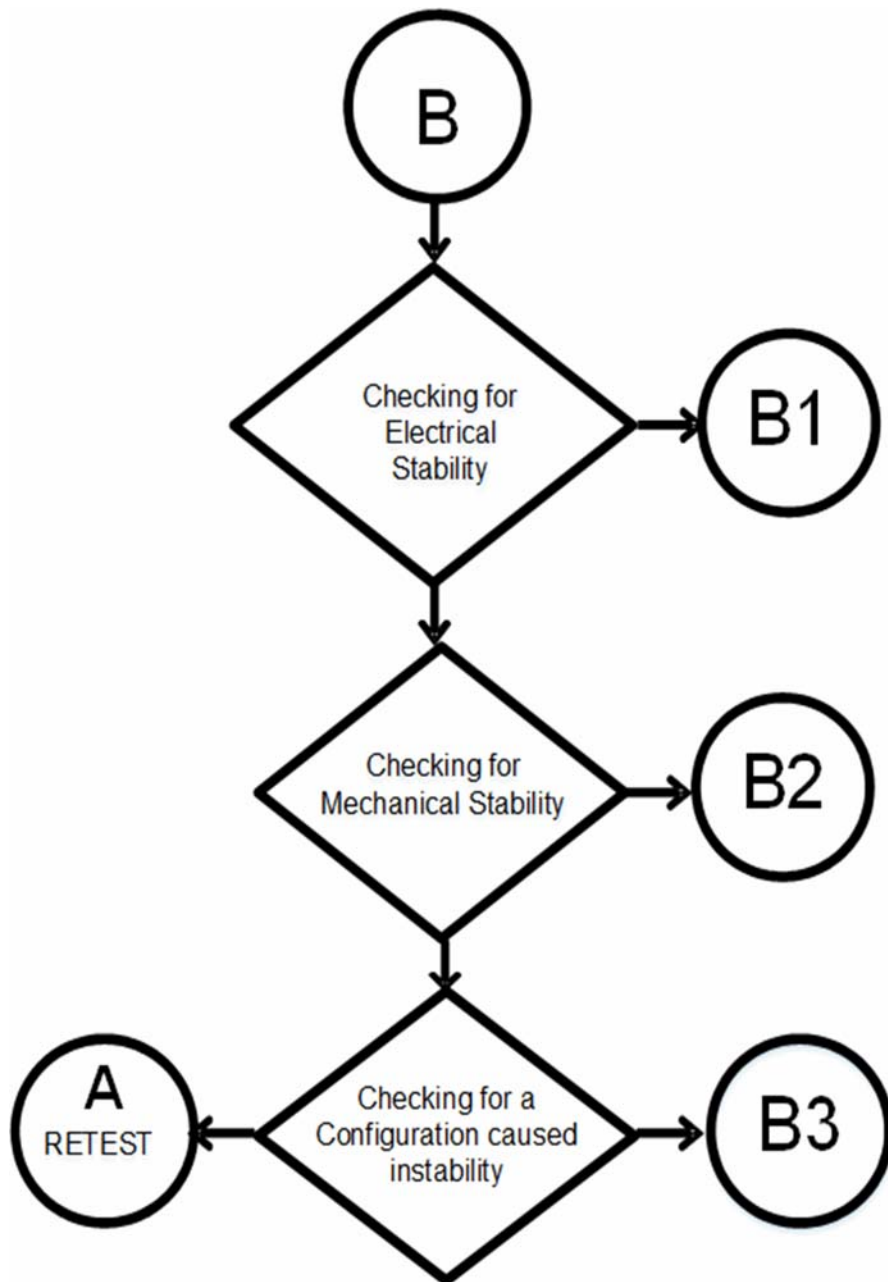 B
Checking for
Electrical
Stability
B1
Checking for
Mechanical Stability
B2
A
RETEST
Checking for a
Configuration caused
instability
B3